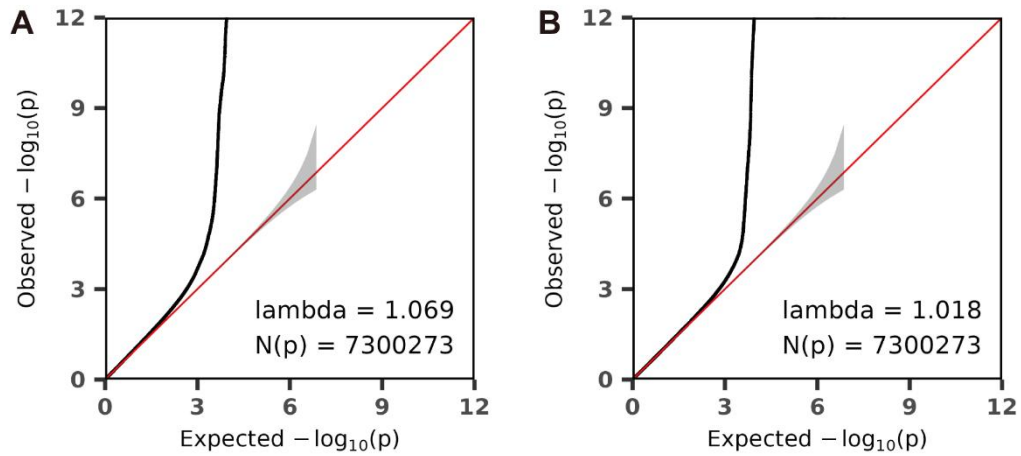 A
12
9
6
3
0
Observed −log₁₀(p)
lambda = 1.069
N(p) = 7300273
0 3 6 9 12
Expected −log₁₀(p)
B
12
9
6
3
0
Observed −log₁₀(p)
lambda = 1.018
N(p) = 7300273
0 3 6 9 12
Expected −log₁₀(p)